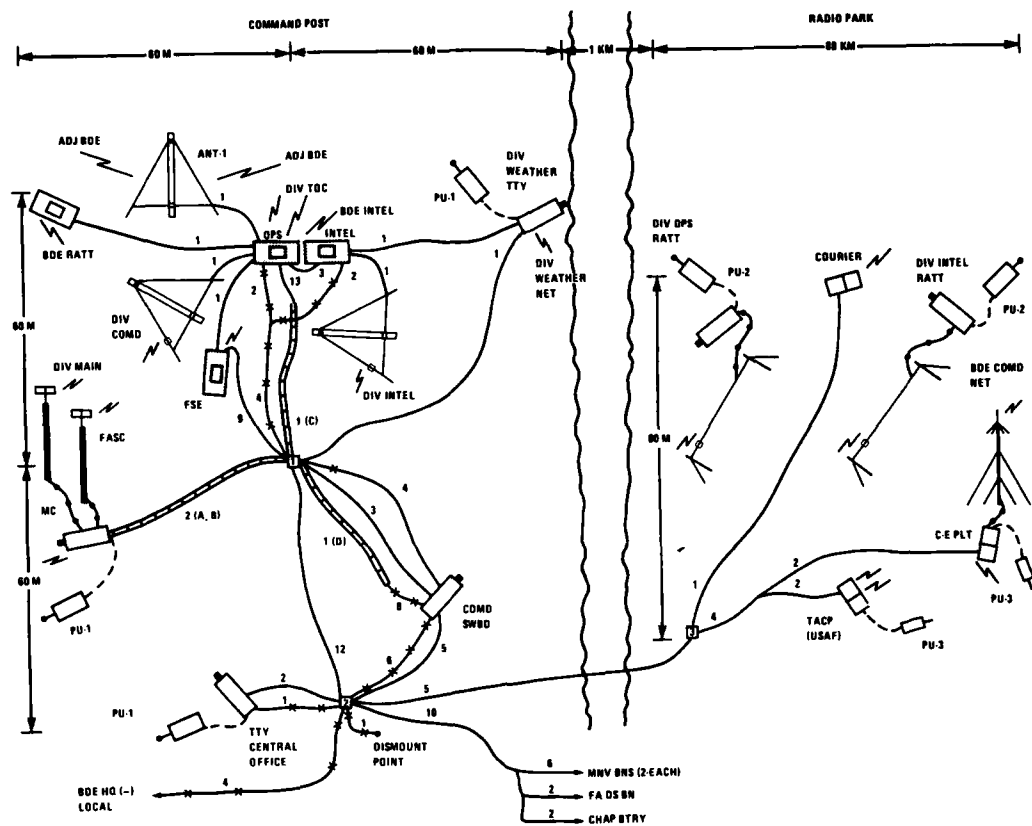 COMMAND POST
RADIO PARK
60 M
60 M
1 KM
80 KM
ADJ BDE
ANT-1
ADJ BDE
DIV TOC
BDE INTEL
OPS
INTEL
DIV
WEATHER
TTY
PU-1
1
1
1
1
BDE RATT
DIV
WEATHER
NET
DIV OPS
RATT
PU-2
COURIER
DIV INTEL
RATT
PU-2
60 M
1
1
2
13
3
2
1
DIV
COMD
FSE
DIV INTEL
BDE COMD
NET
DIV MAIN
FASC
9
4
1 (C)
80 M
1
4
3
MC
2 (A, B)
1 (D)
C-E PLT
60 M
PU-1
8
COMD
SWBD
2
2
1
4
TACP
(USAF)
PU-3
PU-3
3
12
6
5
5
2
1
2
10
PU-1
1
TTY
CENTRAL
OFFICE
DISMOUNT
POINT
4
BDE HQ (-)
LOCAL
6
MNV BNS (2-EACH)
2
FA DS BN
2
CHAP BTRY